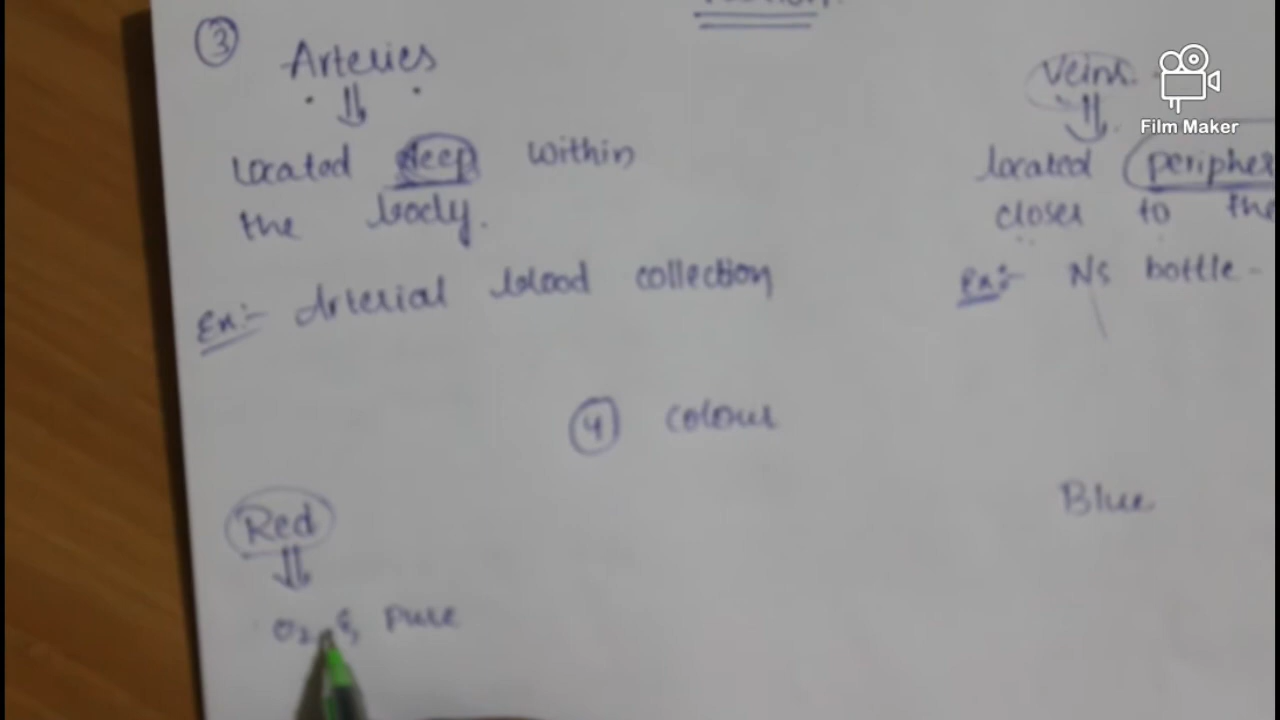 ③
Arteries
⇓
Located deep within
the body.
Ex:- Arterial blood collection
Veins.
⇓
located
closer to the
Ex:- NS bottle -
④ colour
Red
⇓
O₂ & Pure
Blue
Film Maker